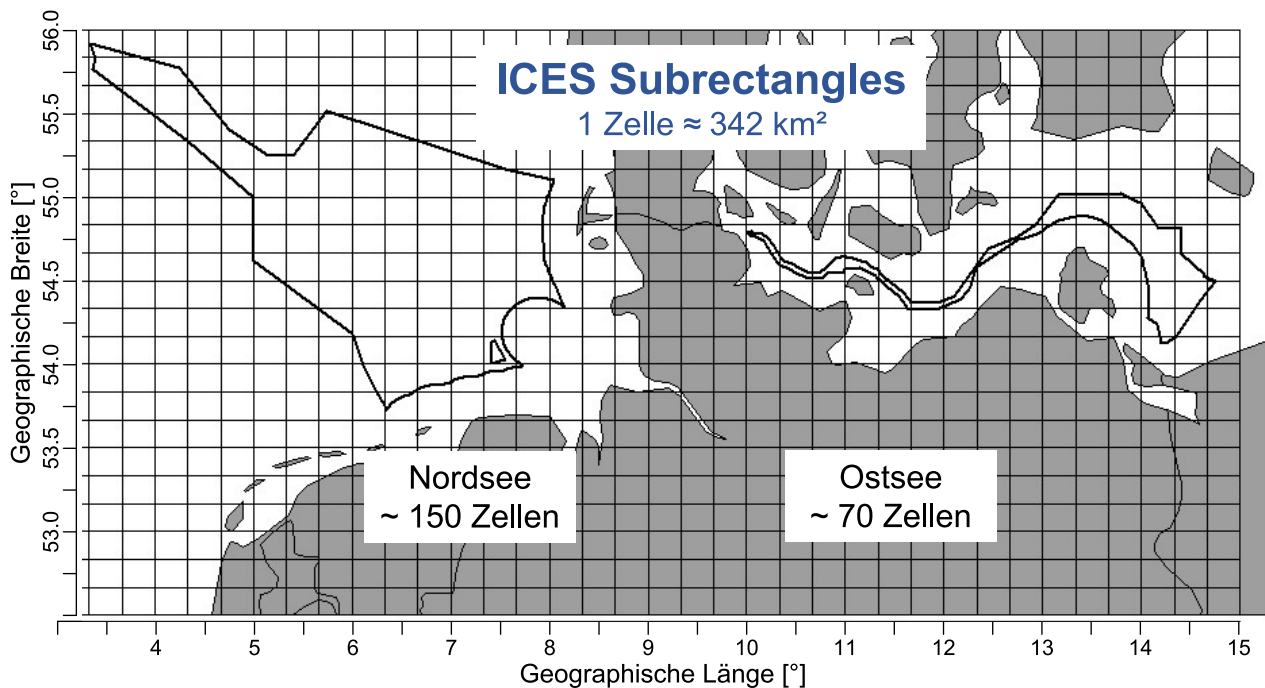 ICES Subrectangles
1 Zelle ≈ 342 km²
Geographische Breite [°]
56.0
55.5
55.0
54.5
54.0
53.5
53.0
Nordsee
~ 150 Zellen
Ostsee
~ 70 Zellen
4 5 6 7 8 9 10 11 12 13 14 15
Geographische Länge [°]